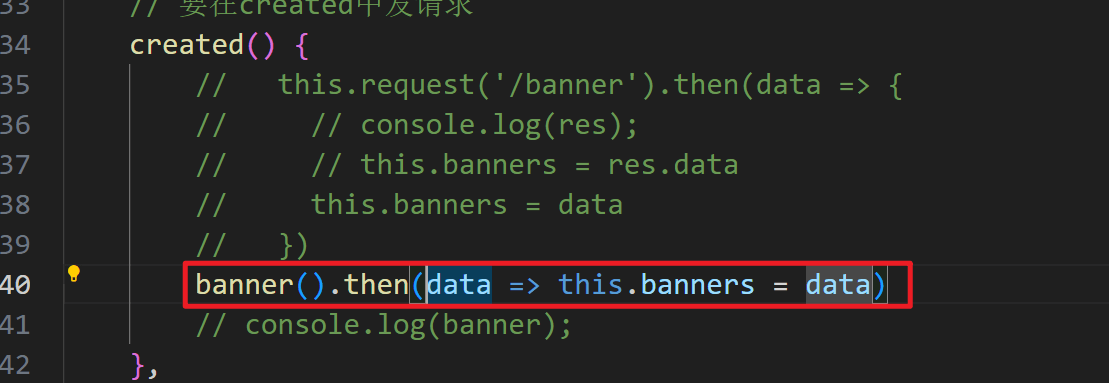 33 // 要在created中发请求
34 created() {
35 // this.request('/banner').then(data => {
36 // // console.log(res);
37 // // this.banners = res.data
38 // this.banners = data
39 // })
40 banner().then(data => this.banners = data)
41 // console.log(banner);
42 },